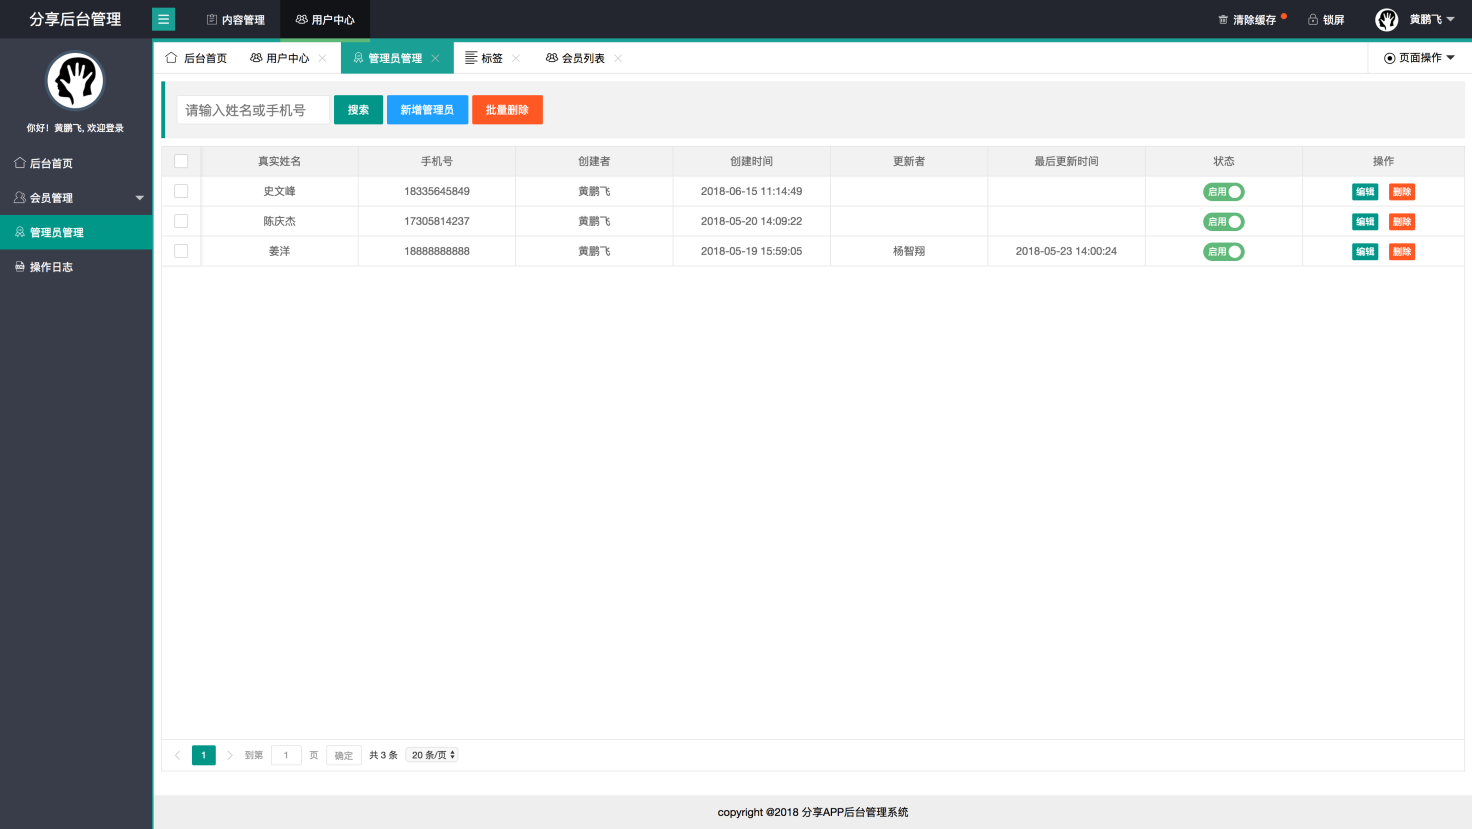 分享后台管理
内容管理
用户中心
清除缓存
锁屏
黄鹏飞
后台首页
用户中心
管理员管理
标签
会员列表
页面操作
你好！黄鹏飞, 欢迎登录
后台首页
会员管理
管理员管理
操作日志
请输入姓名或手机号
搜索
新增管理员
批量删除
真实姓名 手机号 创建者 创建时间 更新者 最后更新时间 状态 操作
史文峰 18335645849 黄鹏飞 2018-06-15 11:14:49 启用 编辑 删除
陈庆杰 17305814237 黄鹏飞 2018-05-20 14:09:22 启用 编辑 删除
姜洋 18888888888 黄鹏飞 2018-05-19 15:59:05 杨智翔 2018-05-23 14:00:24 启用 编辑 删除
1 到第 1 页 确定 共 3 条 20 条/页
copyright @2018 分享APP后台管理系统